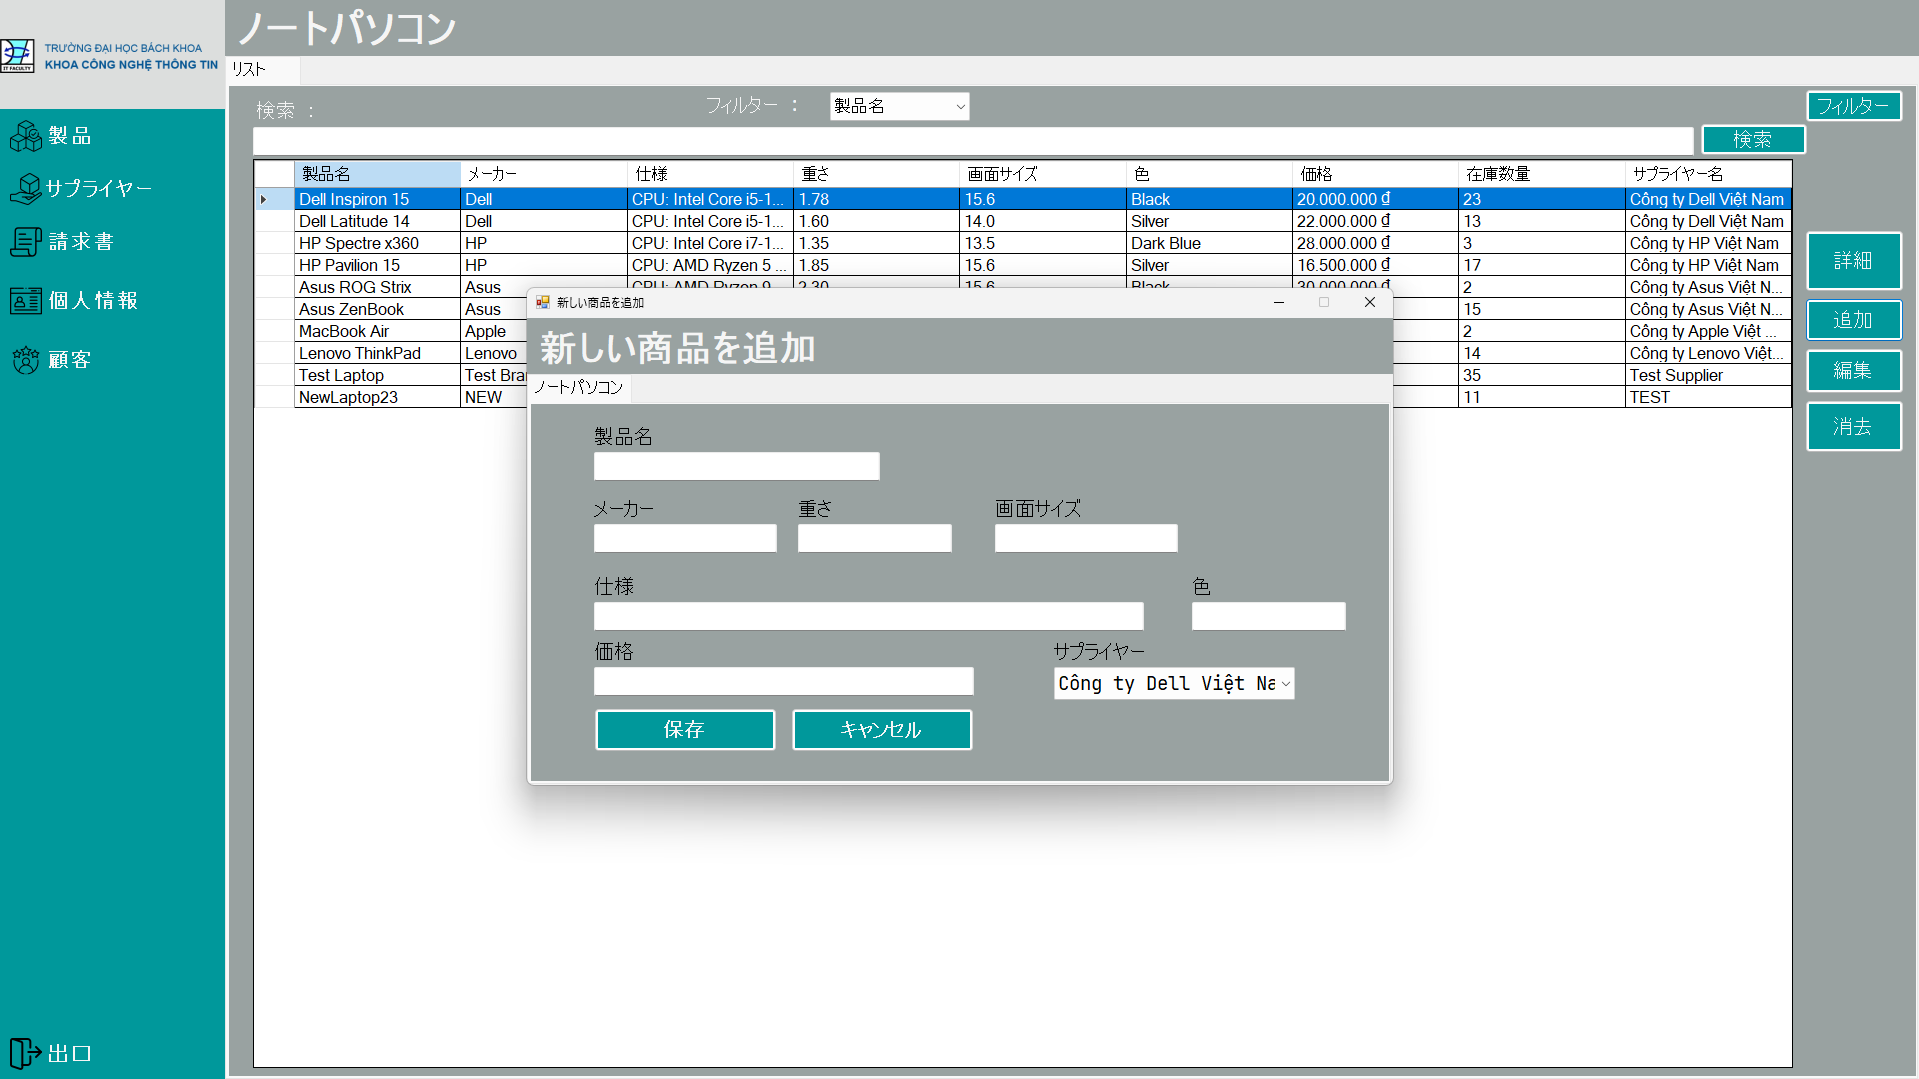 ノートパソコン
IT FACULTY
TRƯỜNG ĐẠI HỌC BÁCH KHOA
KHOA CÔNG NGHỆ THÔNG TIN
リスト
製品
サプライヤー
請求書
個人情報
顧客
出口
検索 :
フィルター :
製品名
フィルター
検索
製品名 メーカー 仕様 重さ 画面サイズ 色 価格 在庫数量 サプライヤー名
Dell Inspiron 15 Dell CPU: Intel Core i5-1... 1.78 15.6 Black 20.000.000 ₫ 23 Công ty Dell Việt Nam
Dell Latitude 14 Dell CPU: Intel Core i5-1... 1.60 14.0 Silver 22.000.000 ₫ 13 Công ty Dell Việt Nam
HP Spectre x360 HP CPU: Intel Core i7-1... 1.35 13.5 Dark Blue 28.000.000 ₫ 3 Công ty HP Việt Nam
HP Pavilion 15 HP CPU: AMD Ryzen 5 ... 1.85 15.6 Silver 16.500.000 ₫ 17 Công ty HP Việt Nam
Asus ROG Strix Asus CPU: AMD Ryzen 9 2.30 15.6 Black 30.000.000 ₫ 2 Công ty Asus Việt N...
Asus ZenBook Asus 15 Công ty Asus Việt N...
MacBook Air Apple 2 Công ty Apple Việt ...
Lenovo ThinkPad Lenovo 14 Công ty Lenovo Việt...
Test Laptop Test Bra 35 Test Supplier
NewLaptop23 NEW 11 TEST
詳細
追加
編集
消去
新しい商品を追加
新しい商品を追加
ノートパソコン
製品名
メーカー 重さ 画面サイズ
仕様 色
価格 サプライヤー
Công ty Dell Việt Na
保存 キャンセル